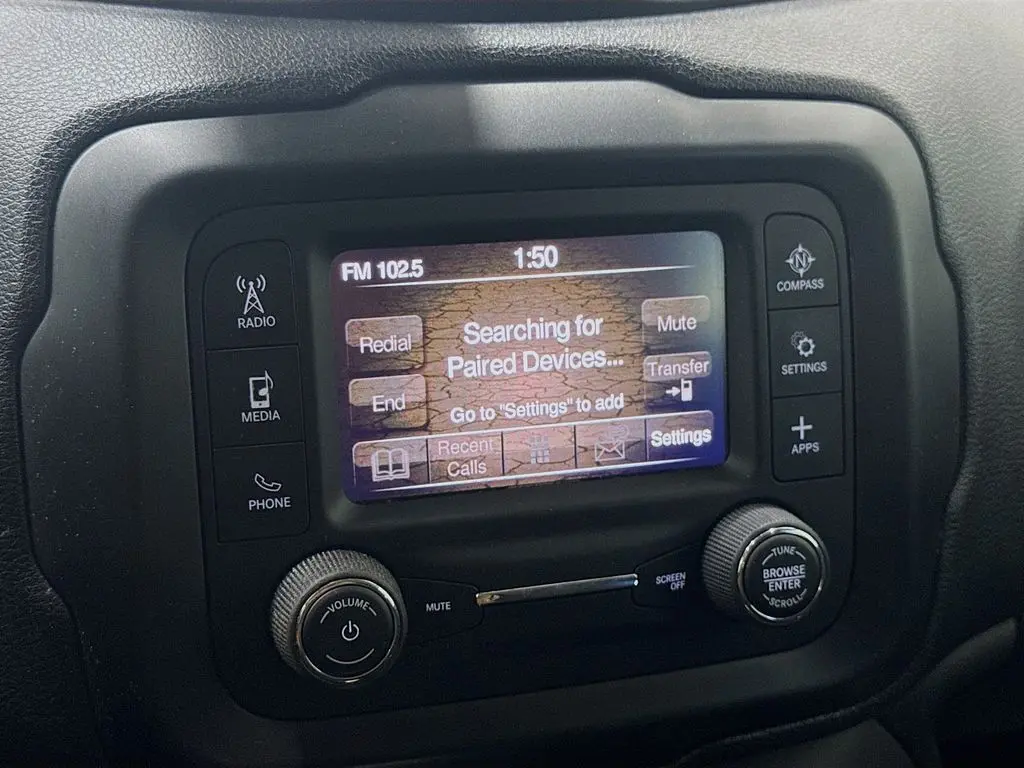 FM 102.5
1:50
Redial
Searching for
Paired Devices...
Mute
Transfer
End
Go to "Settings" to add
Recent
Calls
Settings
RADIO
MEDIA
PHONE
N
COMPASS
SETTINGS
APPS
VOLUME
MUTE
SCREEN
OFF
TUNE
BROWSE
ENTER
SCROLL